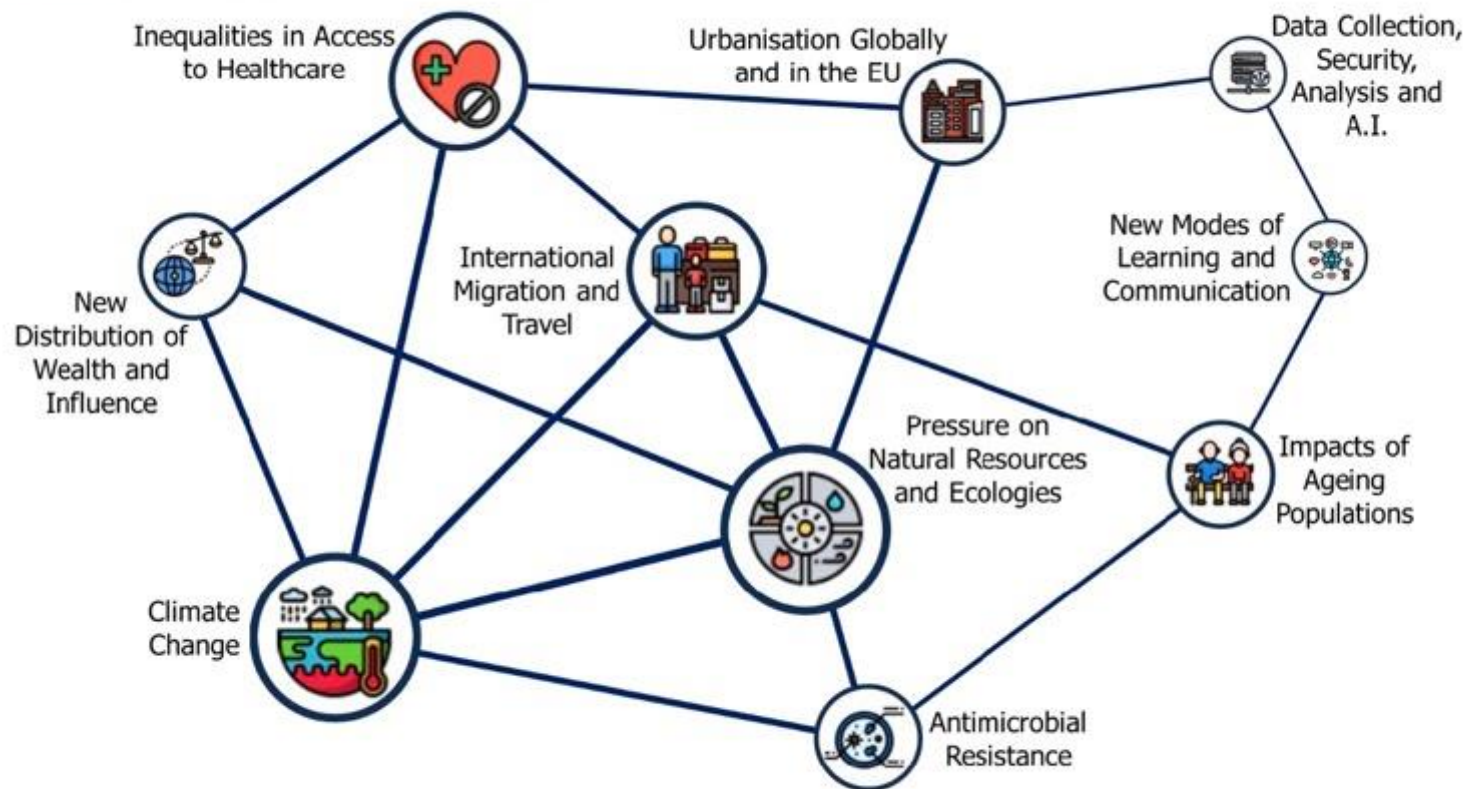 Inequalities in Access
to Healthcare
Urbanisation Globally
and in the EU
Data Collection,
Security,
Analysis and
A.I.
New
Distribution of
Wealth and
Influence
International
Migration and
Travel
New Modes of
Learning and
Communication
Pressure on
Natural Resources
and Ecologies
Impacts of
Ageing
Populations
Climate
Change
Antimicrobial
Resistance